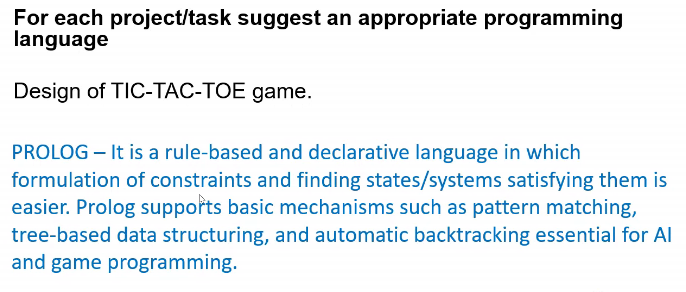 For each project/task suggest an appropriate programming
language
Design of TIC-TAC-TOE game.
PROLOG – It is a rule-based and declarative language in which
formulation of constraints and finding states/systems satisfying them is
easier. Prolog supports basic mechanisms such as pattern matching,
tree-based data structuring, and automatic backtracking essential for AI
and game programming.